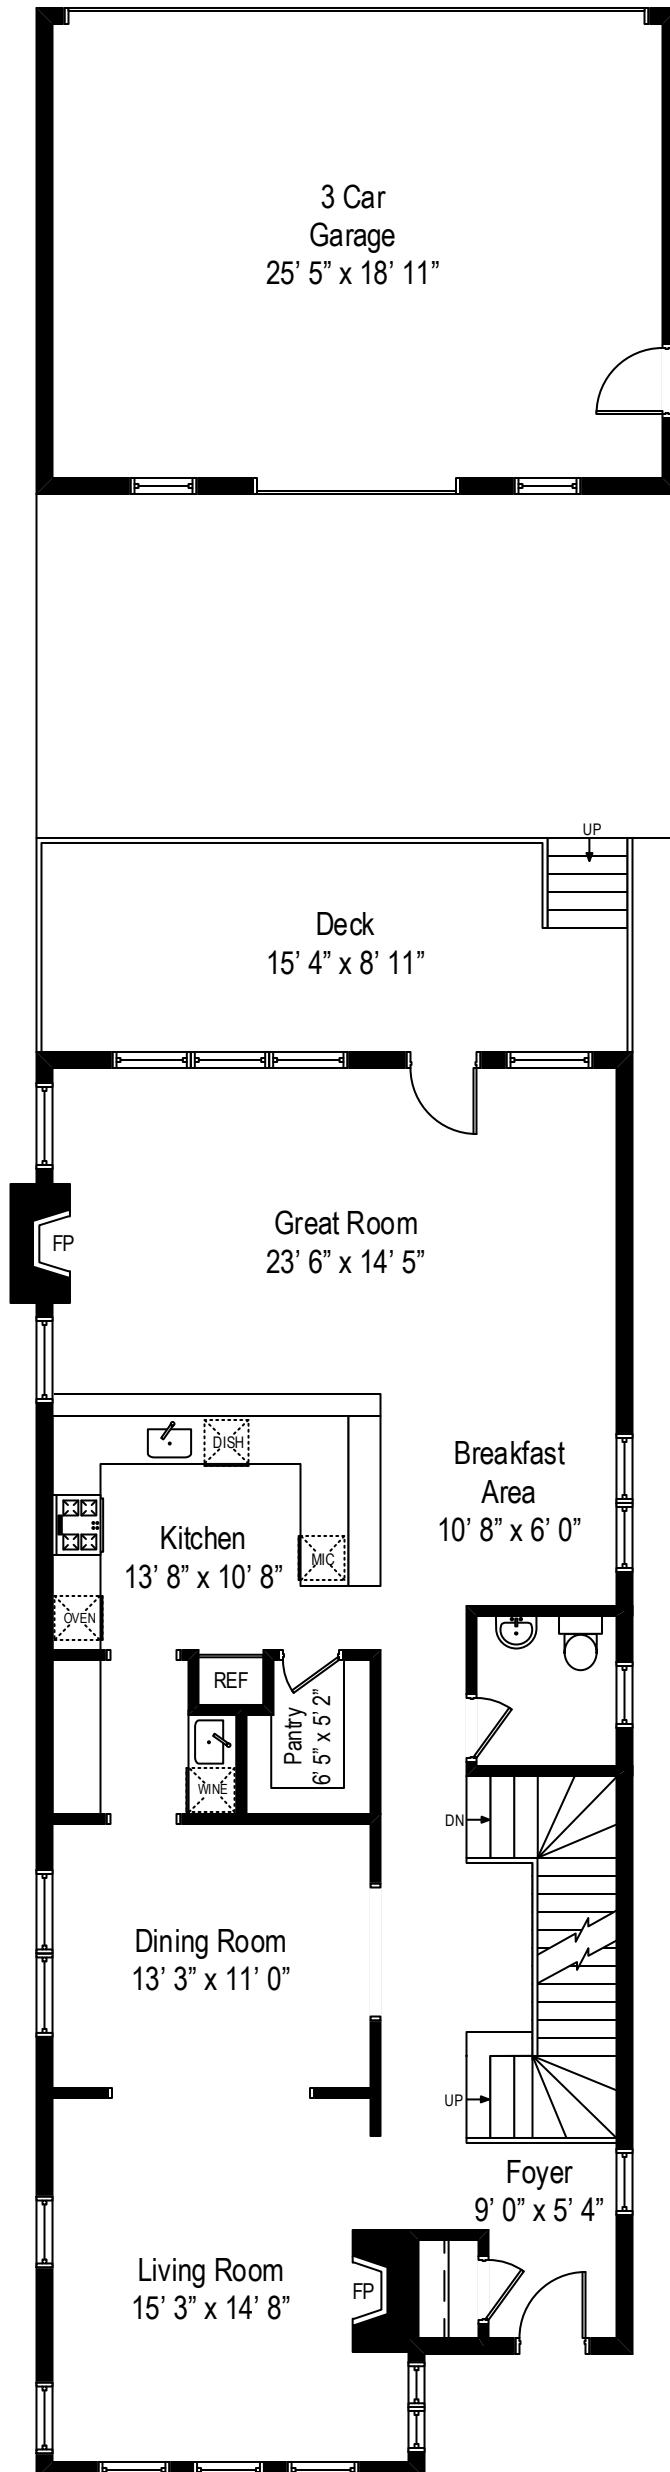 3 Car
Garage
25’ 5” x 18’ 11”
UP
Deck
15’ 4” x 8’ 11”
Great Room
23’ 6” x 14’ 5”
FP
DISH
Breakfast
Area
10’ 8” x 6’ 0”
Kitchen
13’ 8” x 10’ 8”
MIC
OVEN
REF
Pantry
6’ 5” x 5’ 2”
WINE
DN
Dining Room
13’ 3” x 11’ 0”
UP
Foyer
9’ 0” x 5’ 4”
Living Room
15’ 3” x 14’ 8”
FP